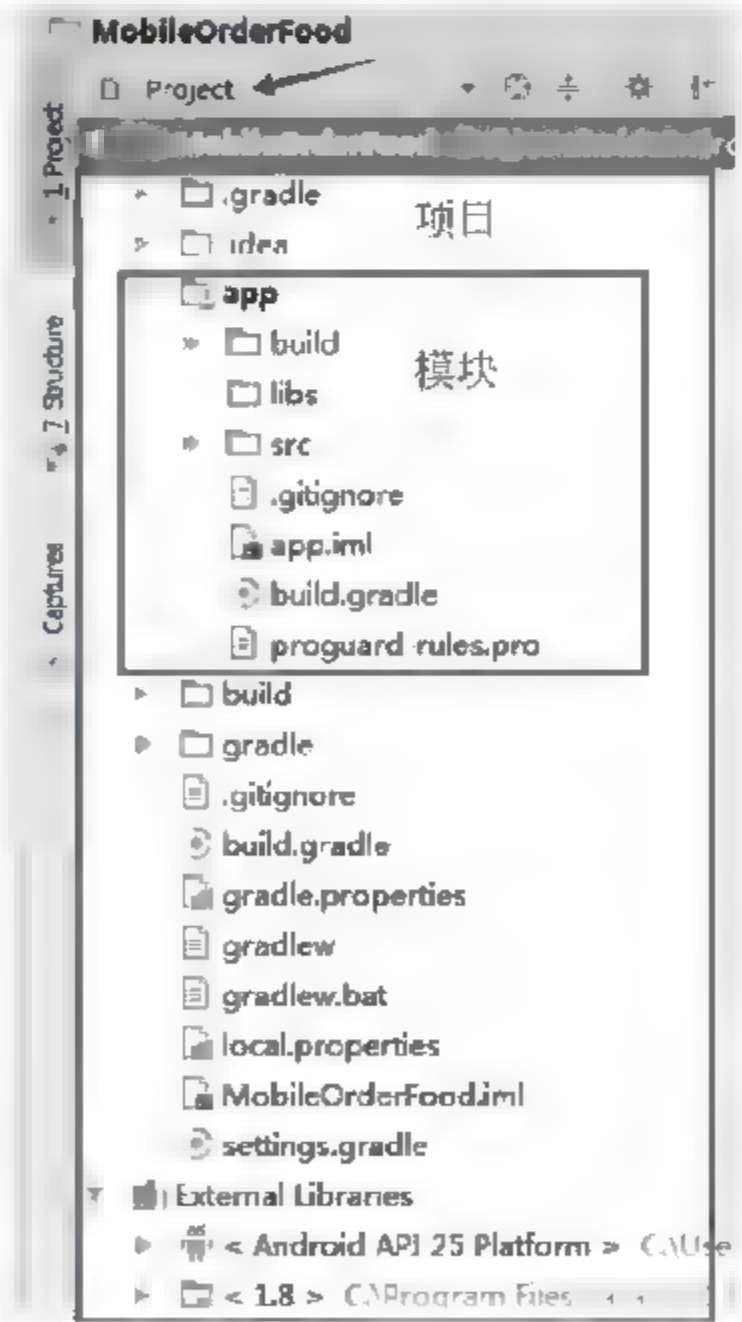 MobileOrderFood
Project
1 Project
7 Structure
Captures
.gradle
项目
.idea
app
build
模块
libs
src
.gitignore
app.iml
build.gradle
proguard-rules.pro
build
gradle
.gitignore
build.gradle
gradle.properties
gradlew
gradlew.bat
local.properties
MobileOrderFood.iml
settings.gradle
External Libraries
< Android API 25 Platform > C:\Use
< 1.8 > C:\Program Files